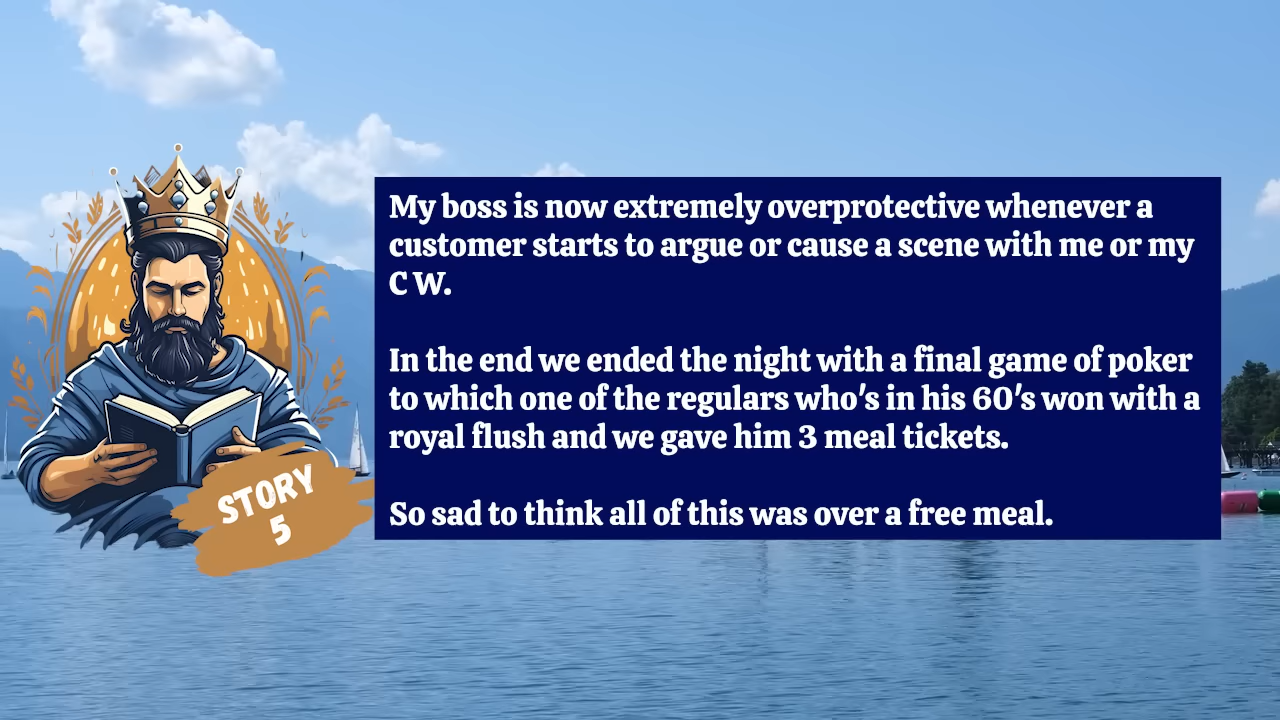 My boss is now extremely overprotective whenever a
customer starts to argue or cause a scene with me or my
C W.
In the end we ended the night with a final game of poker
to which one of the regulars who's in his 60's won with a
royal flush and we gave him 3 meal tickets.
So sad to think all of this was over a free meal.
STORY
5